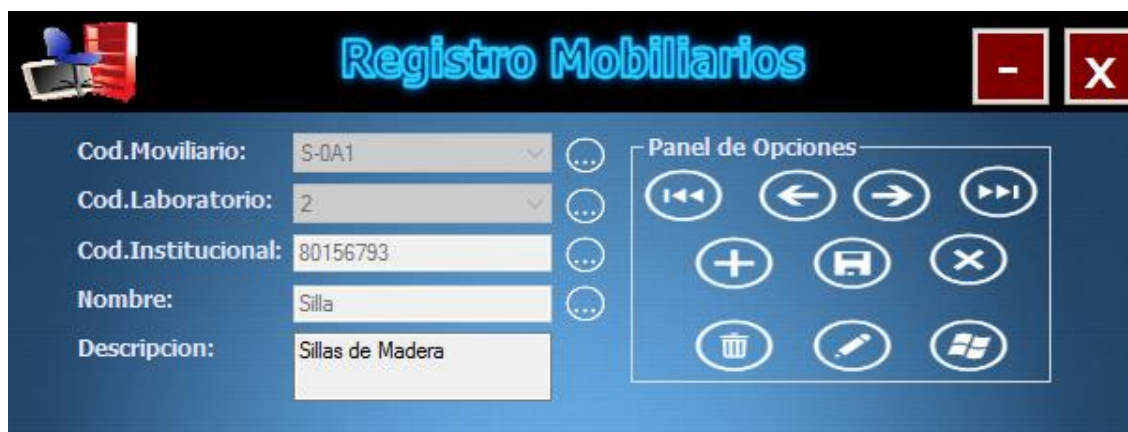 Registro Mobiliarios
- X
Cod.Moviliario: S-0A1 ...
Cod.Laboratorio: 2 ...
Cod.Institucional: 80156793 ...
Nombre: Silla ...
Descripcion: Sillas de Madera
Panel de Opciones